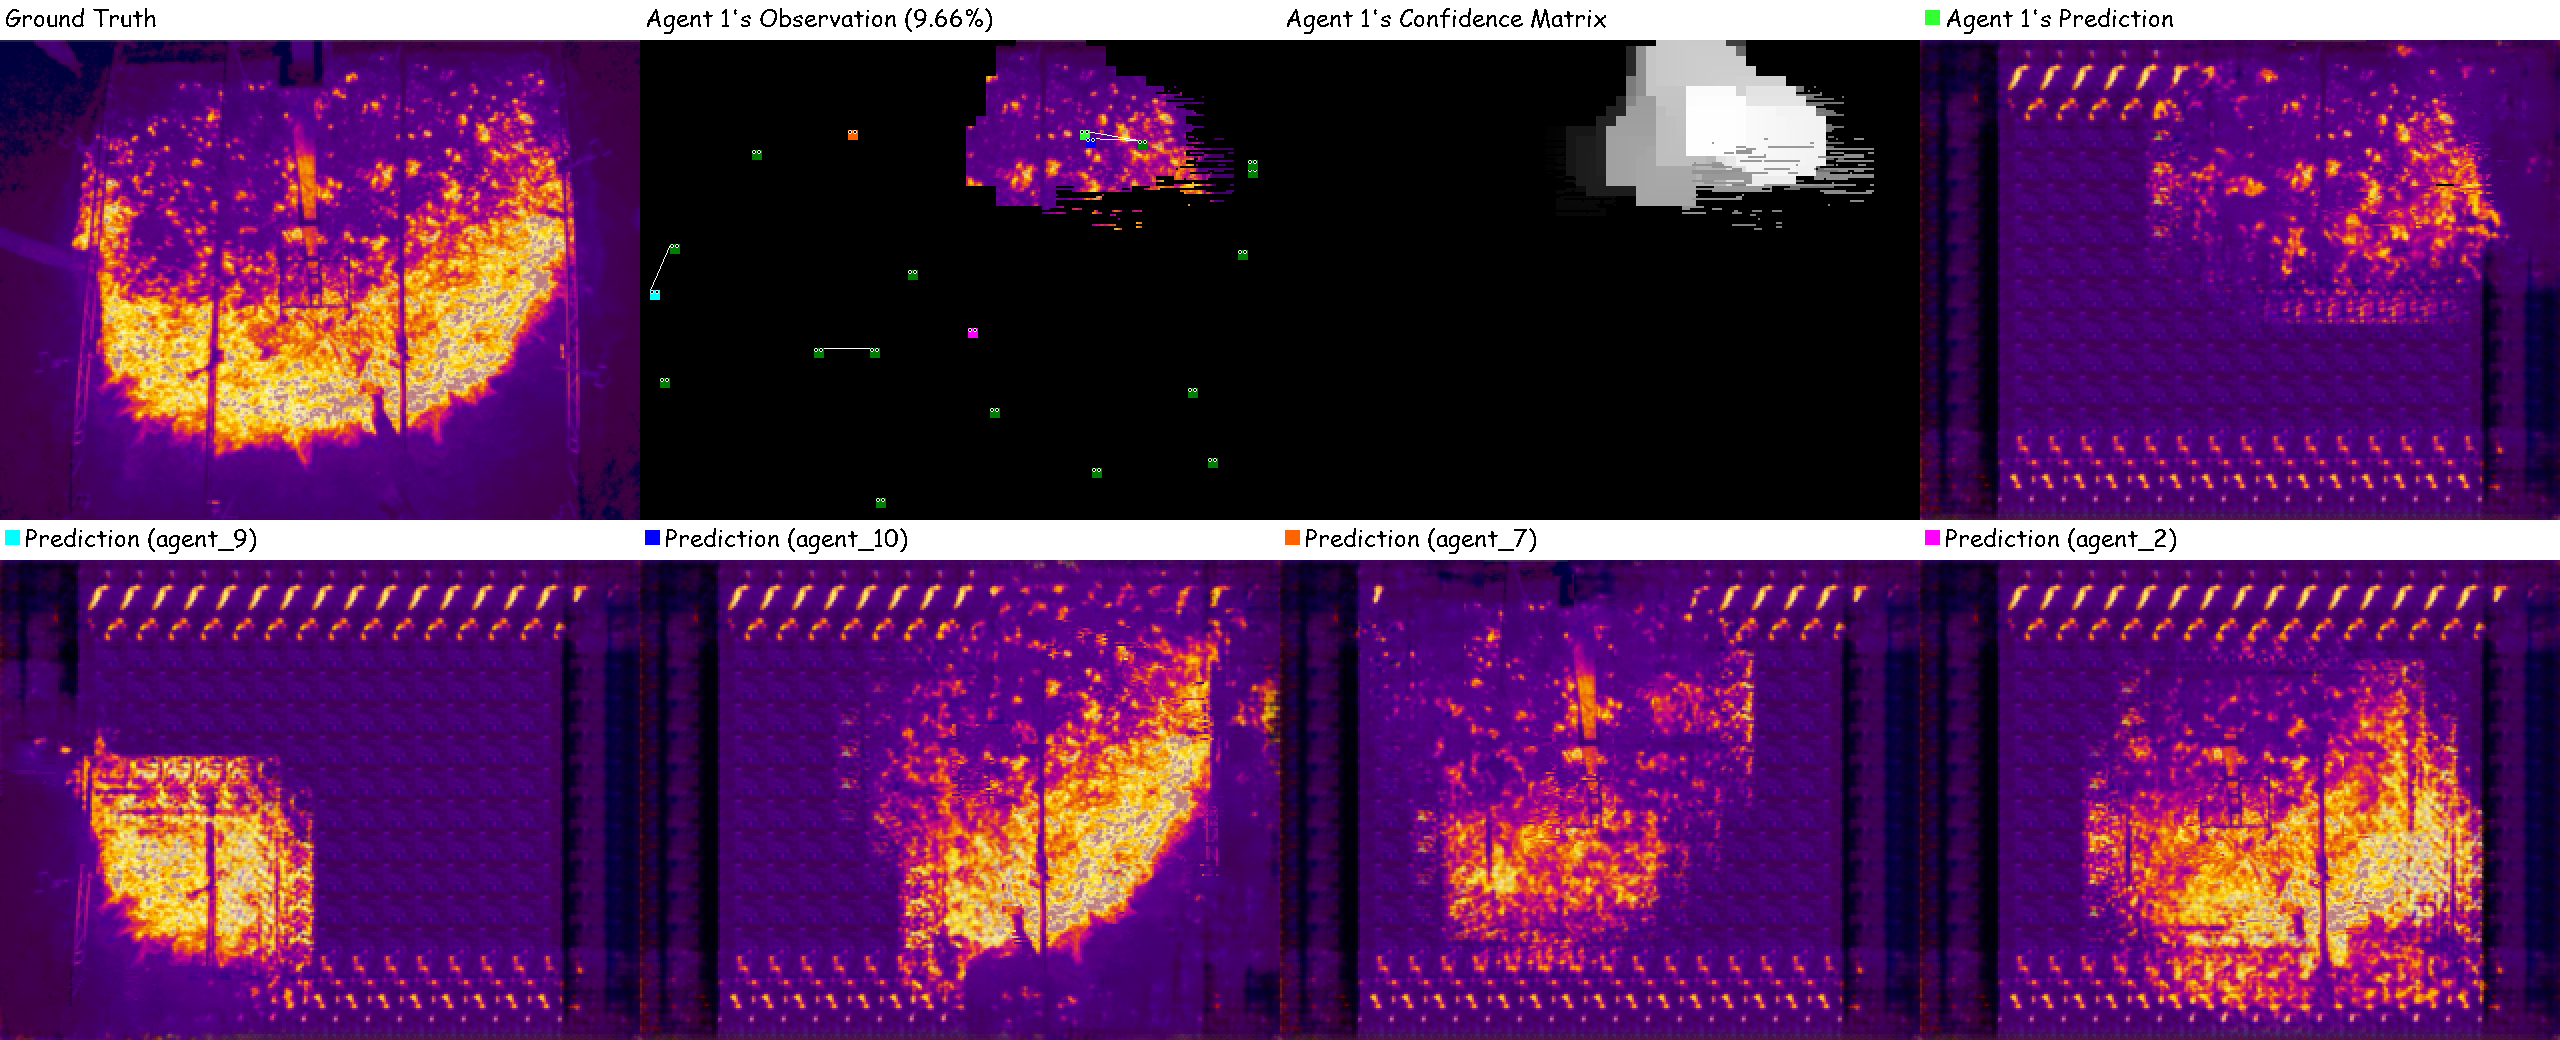 Ground Truth
Agent 1's Observation (9.66%)
Agent 1's Confidence Matrix
Agent 1's Prediction
Prediction (agent_9)
Prediction (agent_10)
Prediction (agent_7)
Prediction (agent_2)